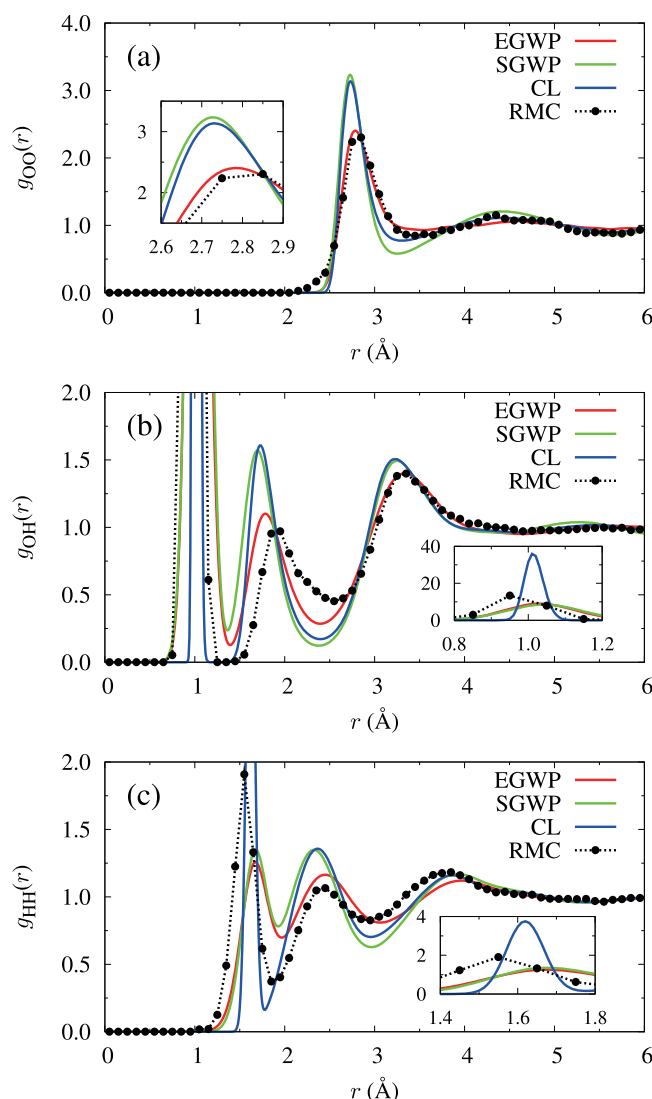 (a)
EGWP
SGWP
CL
RMC
g_OO(r)
4.0
3.0
2.0
1.0
0.0
3
2
2.6 2.7 2.8 2.9
0 1 2 3 4 5 6
r (Å)
(b)
EGWP
SGWP
CL
RMC
g_OH(r)
2.0
1.5
1.0
0.5
0.0
40
20
0
0.8 1.0 1.2
0 1 2 3 4 5 6
r (Å)
(c)
EGWP
SGWP
CL
RMC
g_HH(r)
2.0
1.5
1.0
0.5
0.0
4
2
0
1.4 1.6 1.8
0 1 2 3 4 5 6
r (Å)